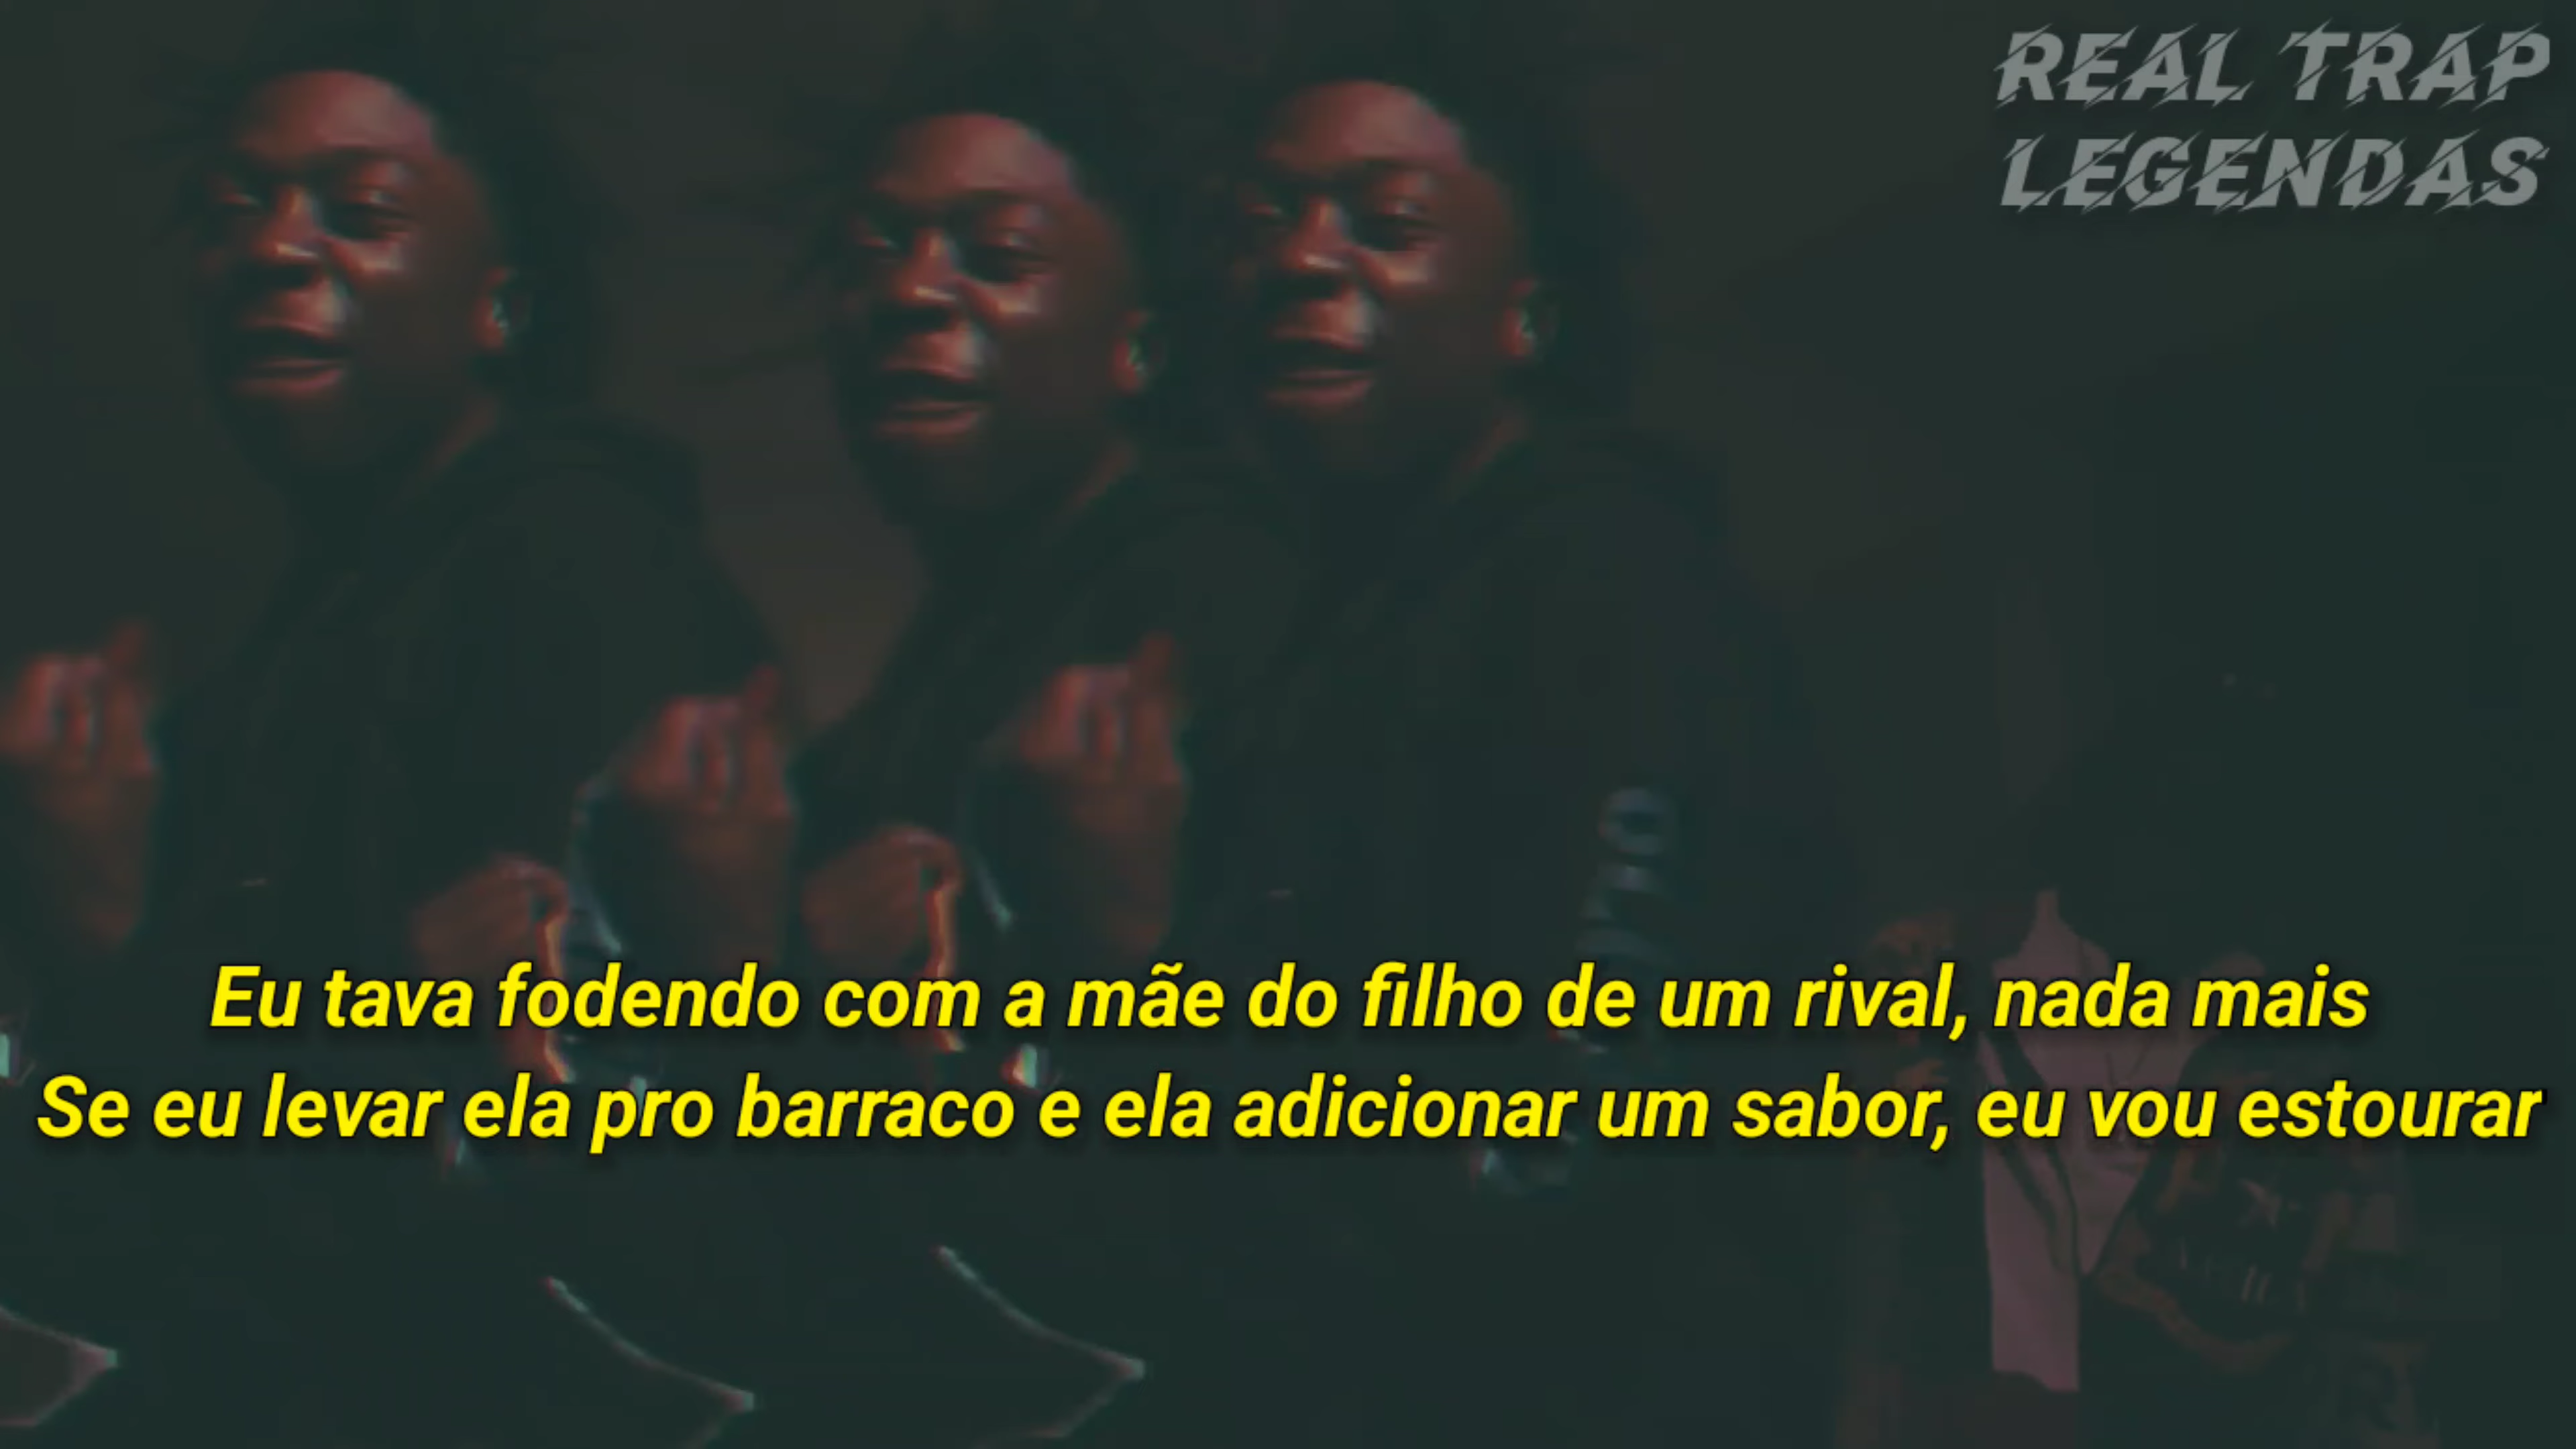 REAL TRAP
LEGENDAS
Eu tava fodendo com a mãe do filho de um rival, nada mais
Se eu levar ela pro barraco e ela adicionar um sabor, eu vou estourar